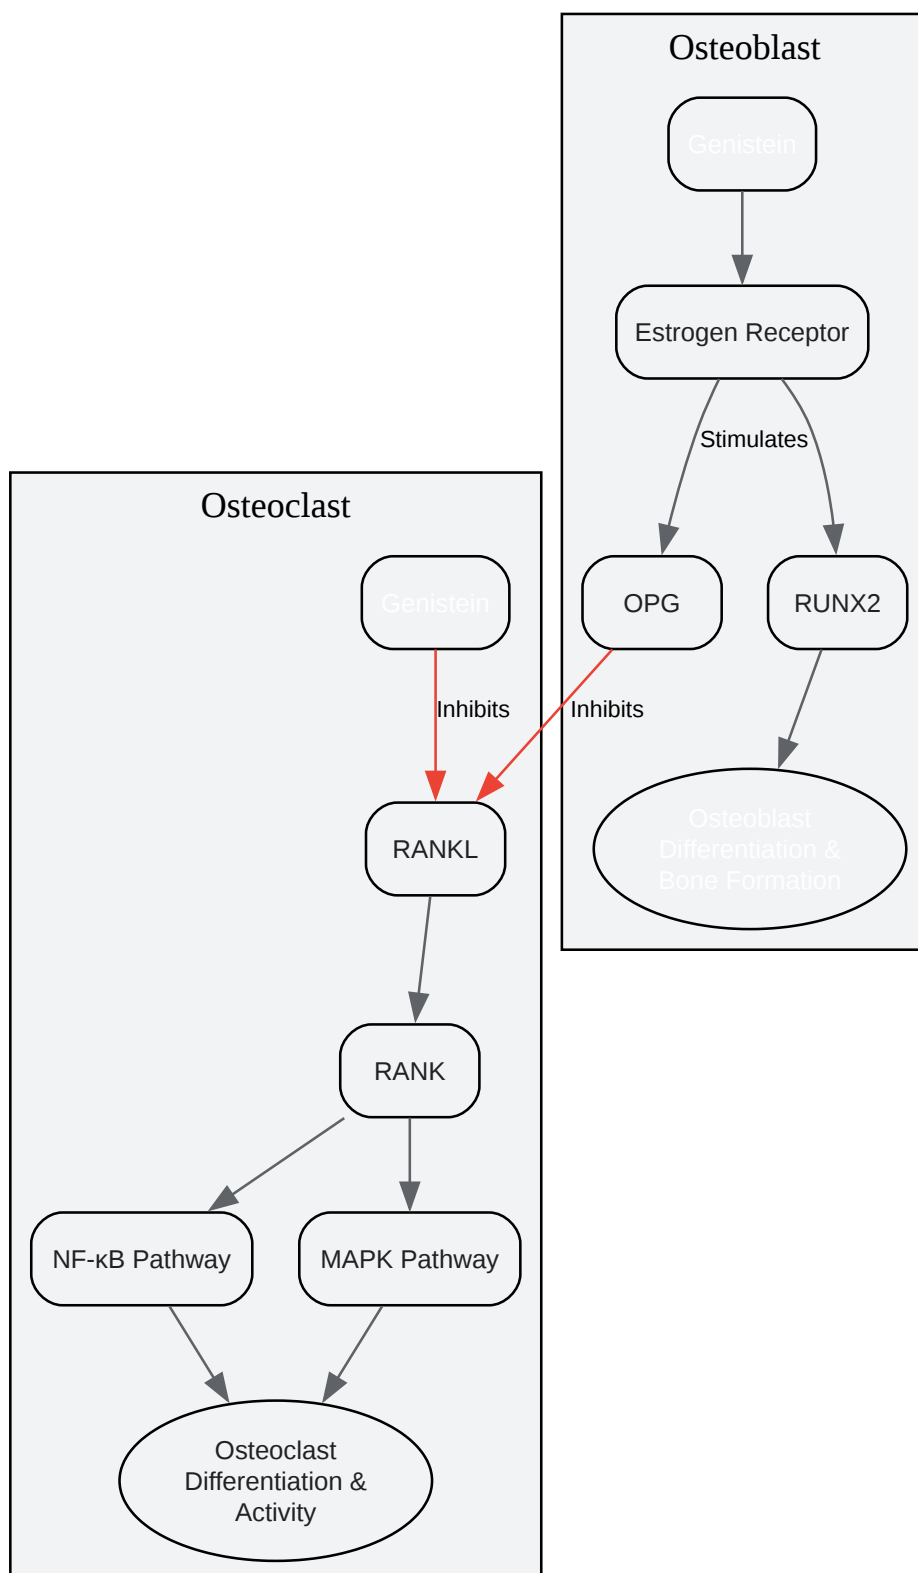 Osteoblast
Genistein
Estrogen Receptor
Stimulates
Osteoclast
Genistein
OPG
RUNX2
Inhibits
Inhibits
Osteoblast
Differentiation &
Bone Formation
RANKL
RANK
NF-κB Pathway
MAPK Pathway
Osteoclast
Differentiation &
Activity